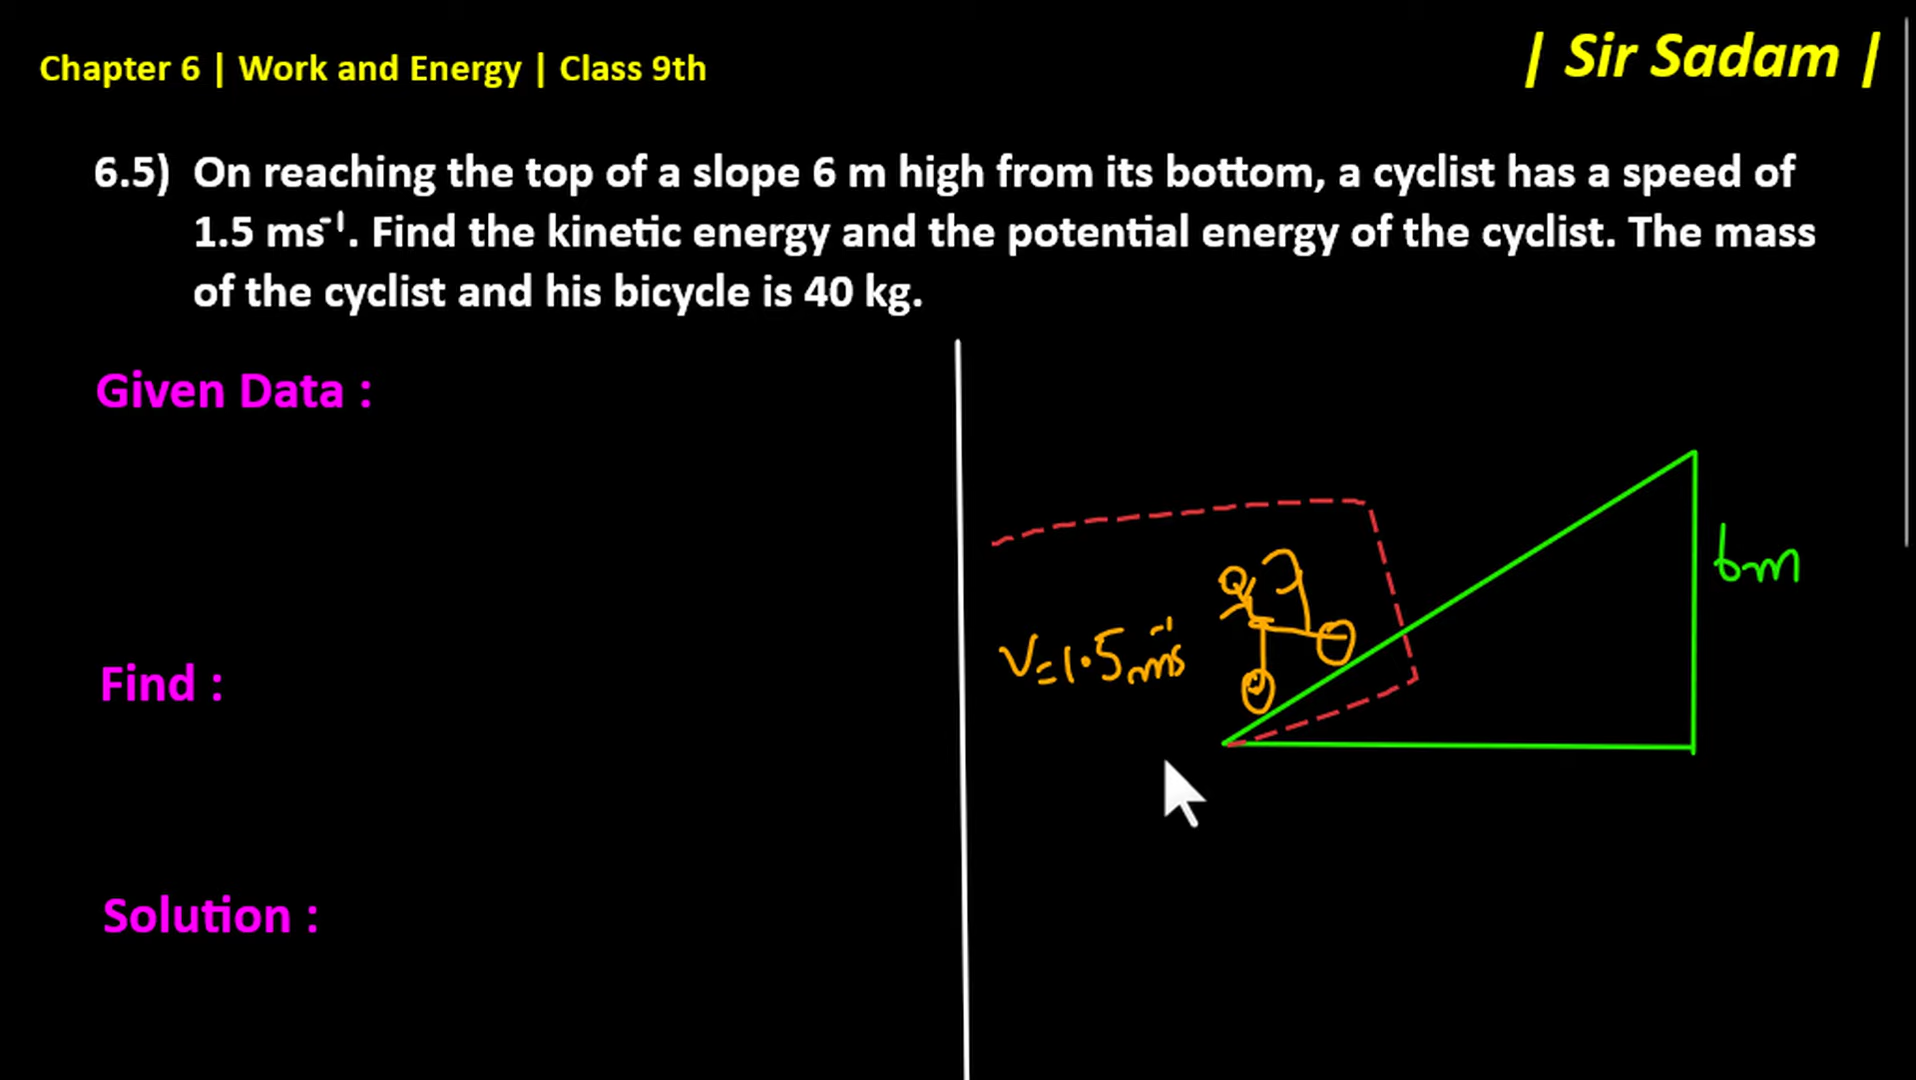 Chapter 6 | Work and Energy | Class 9th
| Sir Sadam |
6.5) On reaching the top of a slope 6 m high from its bottom, a cyclist has a speed of
1.5 ms⁻¹. Find the kinetic energy and the potential energy of the cyclist. The mass
of the cyclist and his bicycle is 40 kg.
Given Data :
6m
V=1.5ms⁻¹
Find :
Solution :